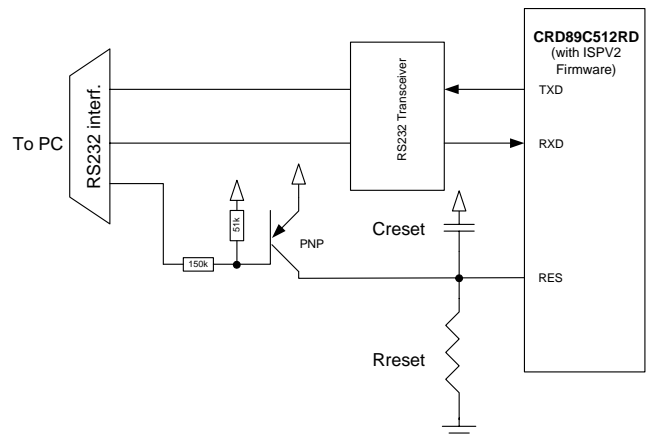 CRD89C512RD
(with ISPV2
Firmware)
TXD
RXD
RES
RS232 Transceiver
RS232 interf.
To PC
51k
150k
PNP
Creset
Rreset